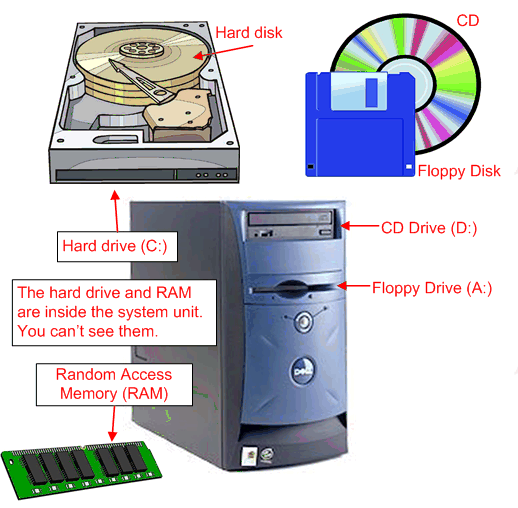 Hard disk
CD
Floppy Disk
Hard drive (C:)
CD Drive (D:)
The hard drive and RAM
are inside the system unit.
You can't see them.
Floppy Drive (A:)
Random Access
Memory (RAM)
DELL